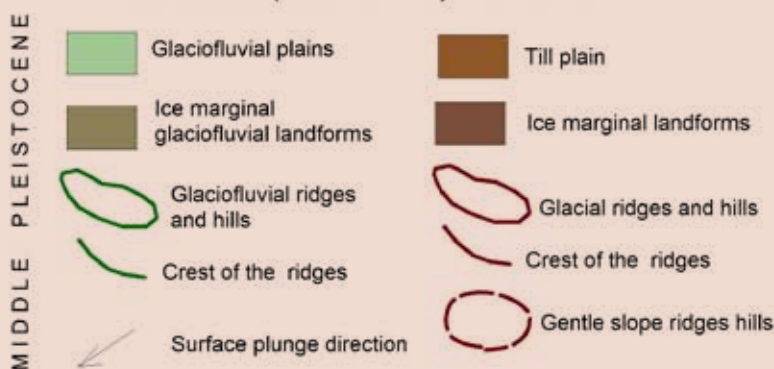 MIDDLE PLEISTOCENE
Glaciofluvial plains
Ice marginal
glaciofluvial landforms
Glaciofluvial ridges
and hills
Crest of the ridges
Surface plunge direction
Till plain
Ice marginal landforms
Glacial ridges and hills
Crest of the ridges
Gentle slope ridges hills